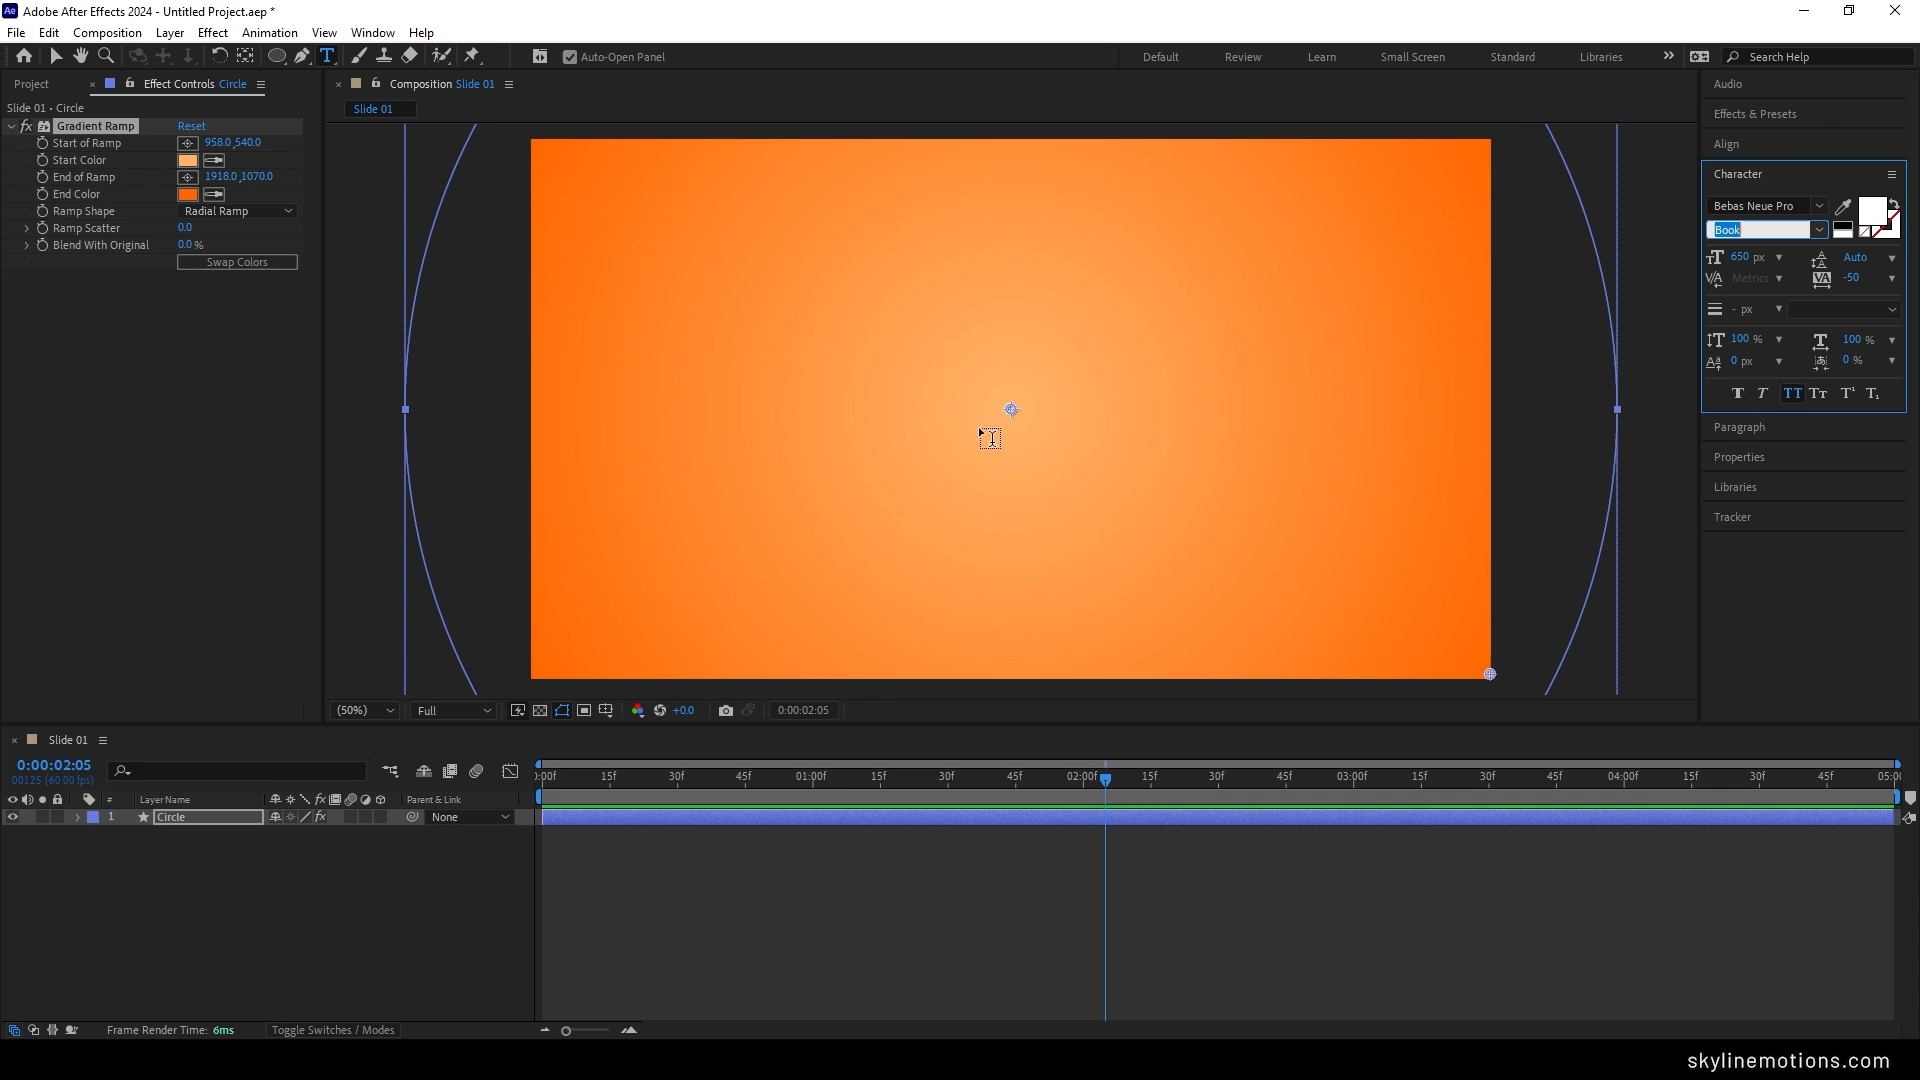 Adobe After Effects 2024 - Untitled Project.aep *
File Edit Composition Layer Effect Animation View Window Help
Auto-Open Panel Default Review Learn Small Screen Standard Libraries Search Help
Project Effect Controls Circle
Slide 01 • Circle
fx Gradient Ramp Reset
Start of Ramp 958.0,540.0
Start Color
End of Ramp 1918.0,1070.0
End Color
Ramp Shape Radial Ramp
Ramp Scatter 0.0
Blend With Original 0.0 %
Swap Colors
Composition Slide 01
Slide 01
(50%) Full +0.0 0:00:02:05
Audio
Effects & Presets
Align
Character
Bebas Neue Pro
Book
650 px Auto
Metrics -50
- px
100 % 100 %
0 px 0 %
Paragraph
Properties
Libraries
Tracker
Slide 01
0:00:02:05
00125 (60.00 fps)
:00f 15f 30f 45f 01:00f 15f 30f 45f 02:00f 15f 30f 45f 03:00f 15f 30f 45f 04:00f 15f 30f 45f 05:00
# Layer Name Parent & Link
1 Circle None
Frame Render Time: 6ms Toggle Switches / Modes
skylinemotions.com